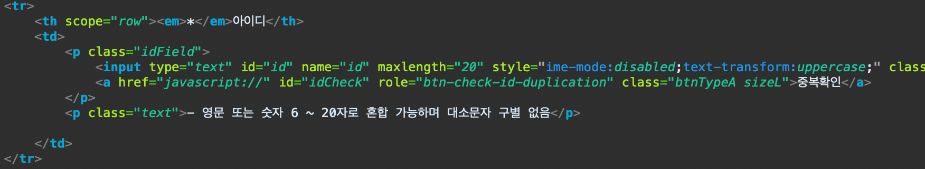 <tr>
<th scope="row"><em>*</em>아이디</th>
<td>
<p class="idField">
<input type="text" id="id" name="id" maxlength="20" style="ime-mode:disabled;text-transform:uppercase;" clas
<a href="javascript://" id="idCheck" role="btn-check-id-duplication" class="btnTypeA sizeL">중복확인</a>
</p>
<p class="text">- 영문 또는 숫자 6 ~ 20자로 혼합 가능하며 대소문자 구별 없음</p>
</td>
</tr>